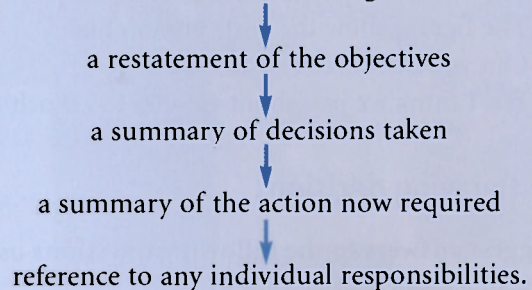 a restatement of the objectives
a summary of decisions taken
a summary of the action now required
reference to any individual responsibilities.